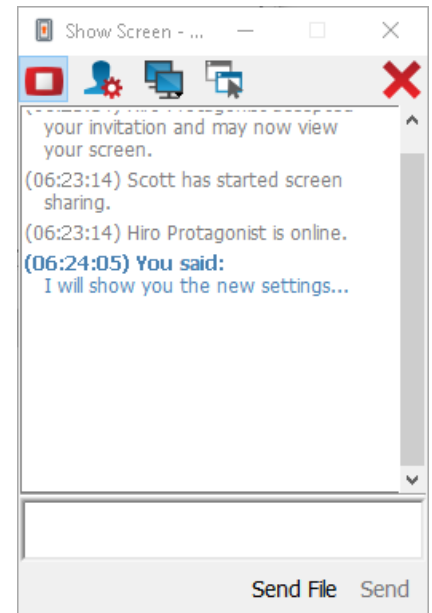 Show Screen - ...
your invitation and may now view
your screen.
(06:23:14) Scott has started screen
sharing.
(06:23:14) Hiro Protagonist is online.
(06:24:05) You said:
I will show you the new settings...
Send File Send